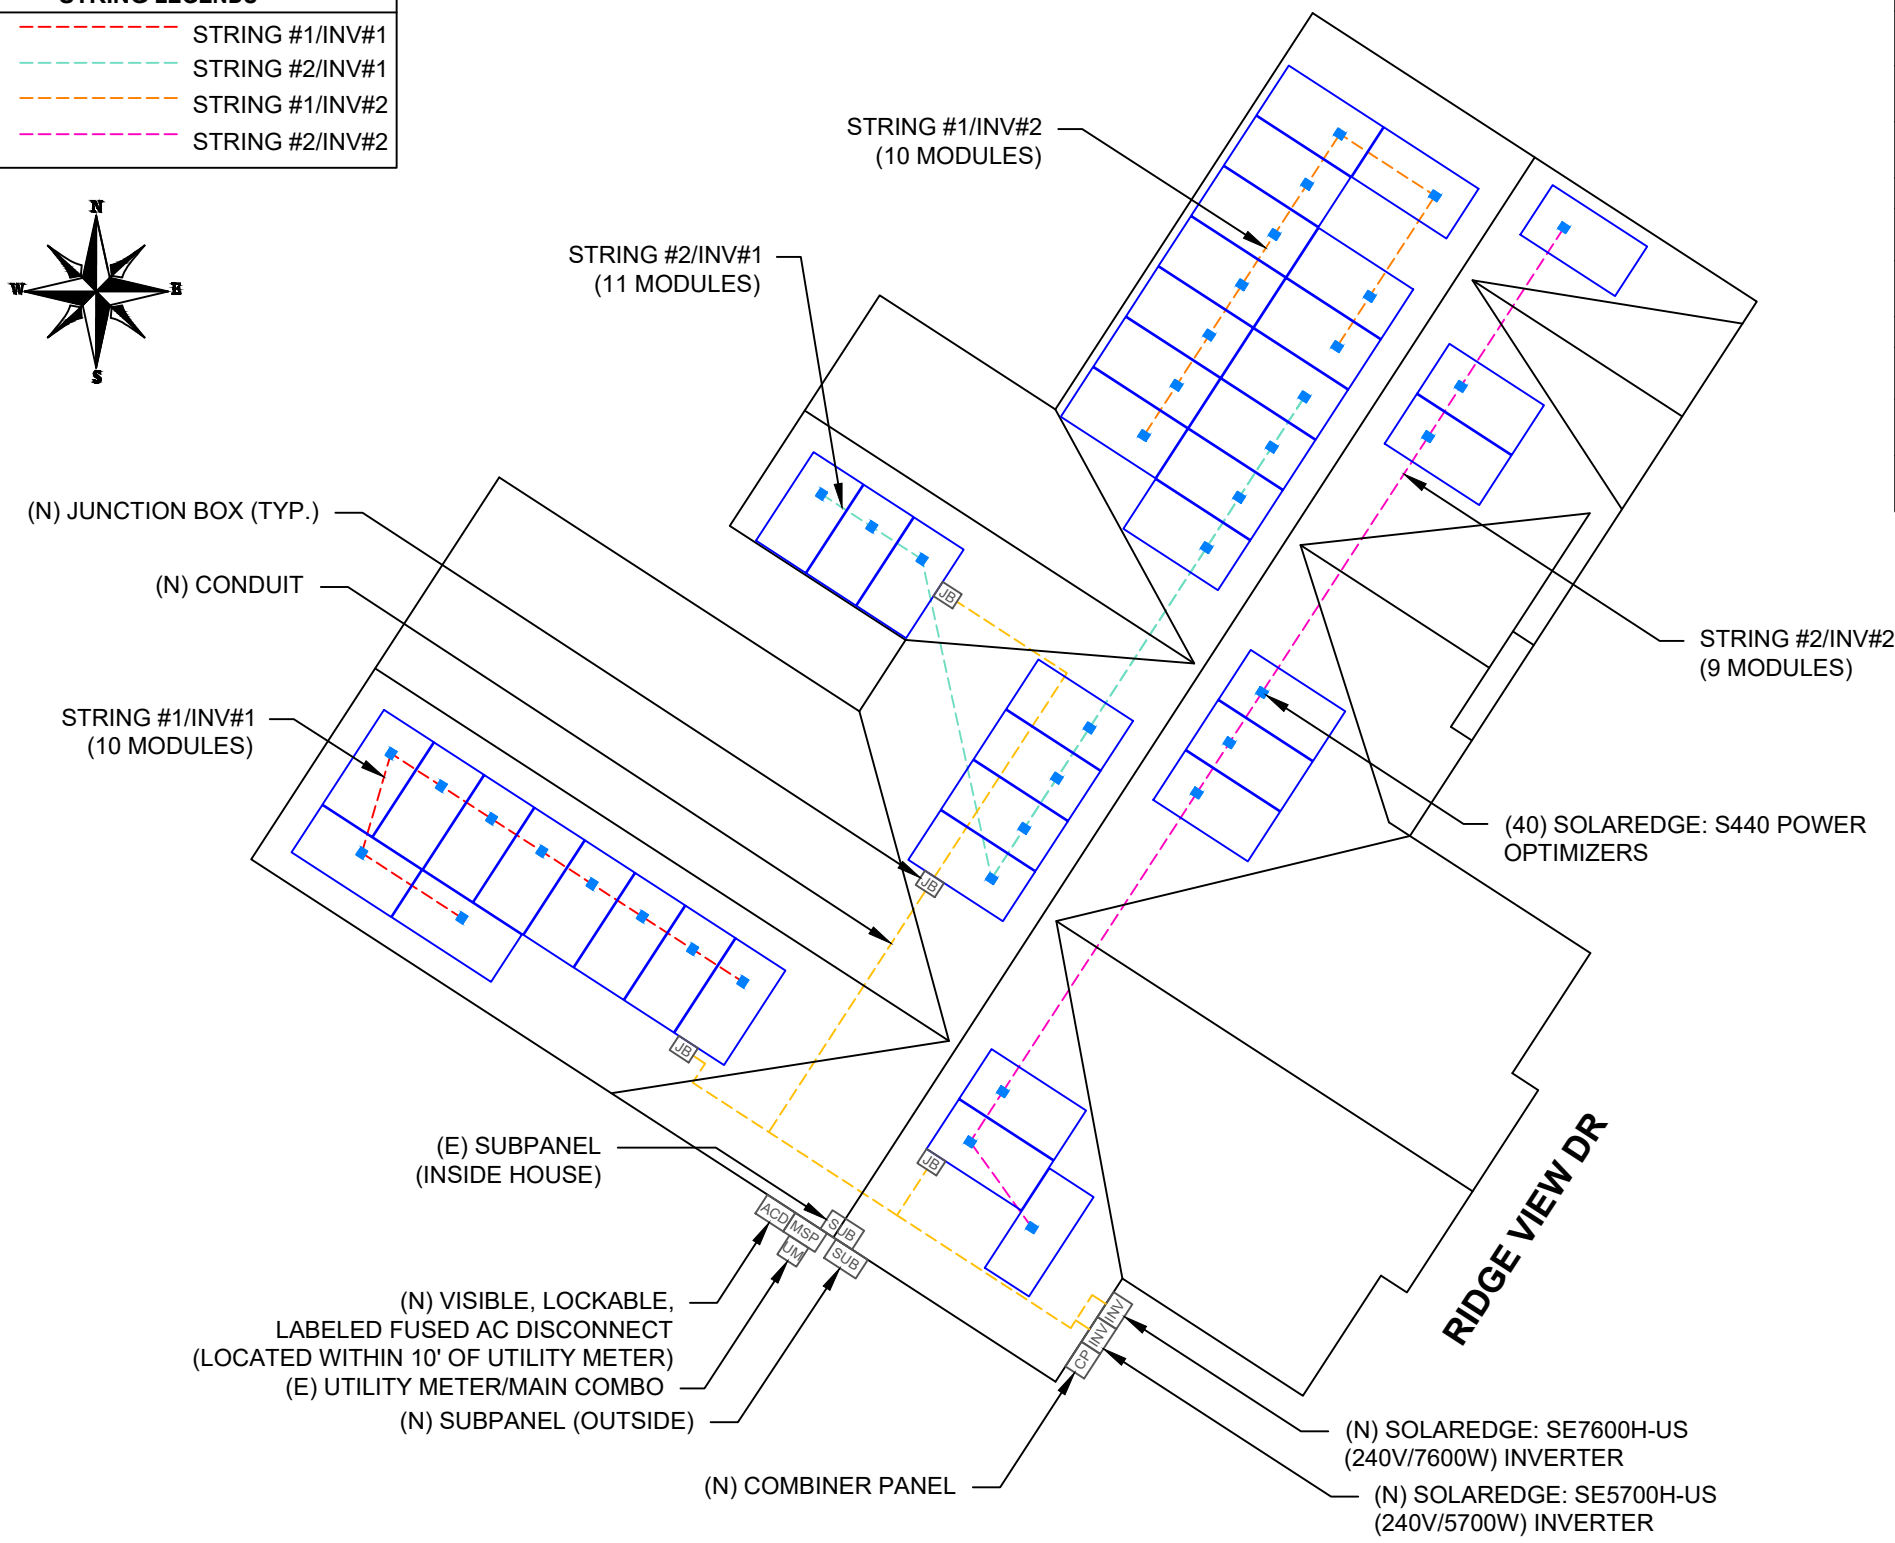 STRING LEGENDS
STRING #1/INV#1
STRING #2/INV#1
STRING #1/INV#2
STRING #2/INV#2
N
W
E
S
STRING #1/INV#2
(10 MODULES)
STRING #2/INV#1
(11 MODULES)
(N) JUNCTION BOX (TYP.)
(N) CONDUIT
STRING #1/INV#1
(10 MODULES)
STRING #2/INV#2
(9 MODULES)
(40) SOLAREDGE: S440 POWER
OPTIMIZERS
JB
JB
JB
JB
(E) SUBPANEL
(INSIDE HOUSE)
ACD
MSP
UM
SUB
SUB
INV
INV
CP
RIDGE VIEW DR
(N) VISIBLE, LOCKABLE,
LABELED FUSED AC DISCONNECT
(LOCATED WITHIN 10' OF UTILITY METER)
(E) UTILITY METER/MAIN COMBO
(N) SUBPANEL (OUTSIDE)
(N) COMBINER PANEL
(N) SOLAREDGE: SE7600H-US
(240V/7600W) INVERTER
(N) SOLAREDGE: SE5700H-US
(240V/5700W) INVERTER